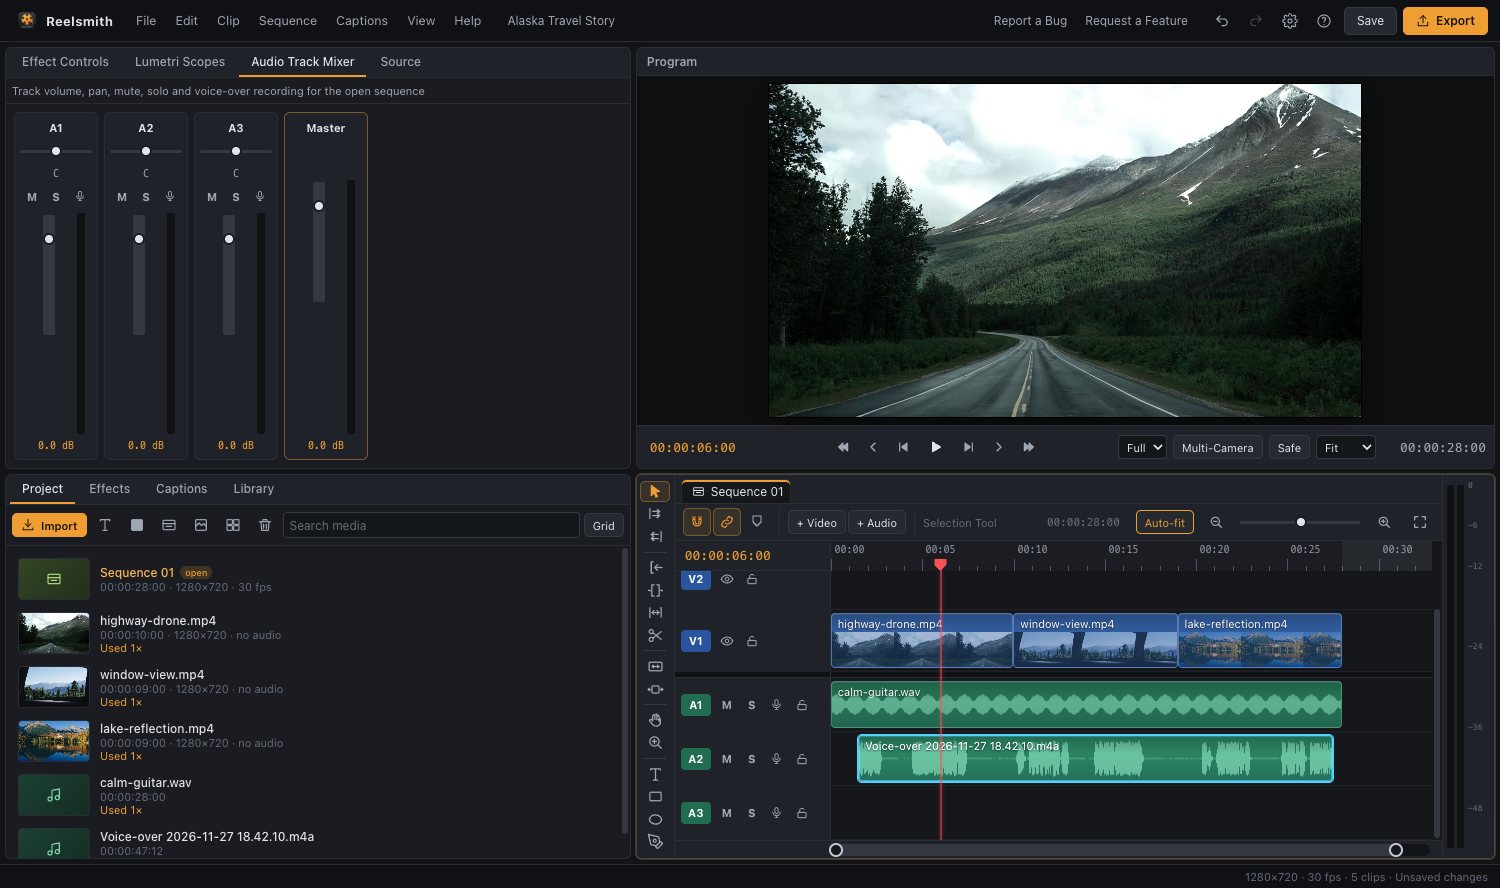 Reelsmith File Edit Clip Sequence Captions View Help Alaska Travel Story Report a Bug Request a Feature Save Export
Effect Controls Lumetri Scopes Audio Track Mixer Source
Track volume, pan, mute, solo and voice-over recording for the open sequence
A1 A2 A3 Master
C C C
M S M S M S
0.0 dB 0.0 dB 0.0 dB 0.0 dB
Program
00:00:06:00 Full Multi-Camera Safe Fit 00:00:28:00
Project Effects Captions Library
Import Search media Grid
Sequence 01 open
00:00:28:00 · 1280×720 · 30 fps
highway-drone.mp4
00:00:10:00 · 1280×720 · no audio
Used 1×
window-view.mp4
00:00:09:00 · 1280×720 · no audio
Used 1×
lake-reflection.mp4
00:00:09:00 · 1280×720 · no audio
Used 1×
calm-guitar.wav
00:00:28:00
Used 1×
Voice-over 2026-11-27 18.42.10.m4a
00:00:47:12
Sequence 01
+ Video + Audio Selection Tool 00:00:28:00 Auto-fit
00:00:06:00 00:00 00:05 00:10 00:15 00:20 00:25 00:30
V2
V1 highway-drone.mp4 window-view.mp4 lake-reflection.mp4
A1 M S calm-guitar.wav
A2 M S Voice-over 2026-11-27 18.42.10.m4a
A3 M S
0
-6
-12
-24
-36
-48
1280×720 · 30 fps · 5 clips · Unsaved changes